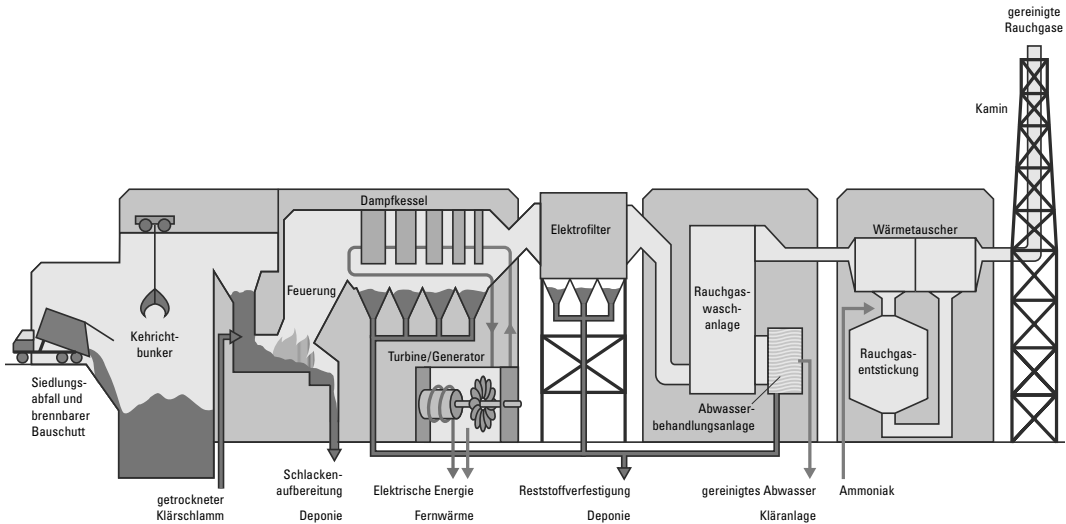 gereinigte
Rauchgase
Kamin
Dampfkessel
Elektrofilter
Wärmetauscher
Feuerung
Rauchgas-
wasch-
anlage
Kehricht-
bunker
Turbine/Generator
Rauchgas-
entstickung
Siedlungs-
abfall und
brennbarer
Bauschutt
Abwasser-
behandlungsanlage
getrockneter
Klärschlamm
Schlacken-
aufbereitung
Deponie
Elektrische Energie
Fernwärme
Reststoffverfestigung
Deponie
gereinigtes Abwasser
Kläranlage
Ammoniak